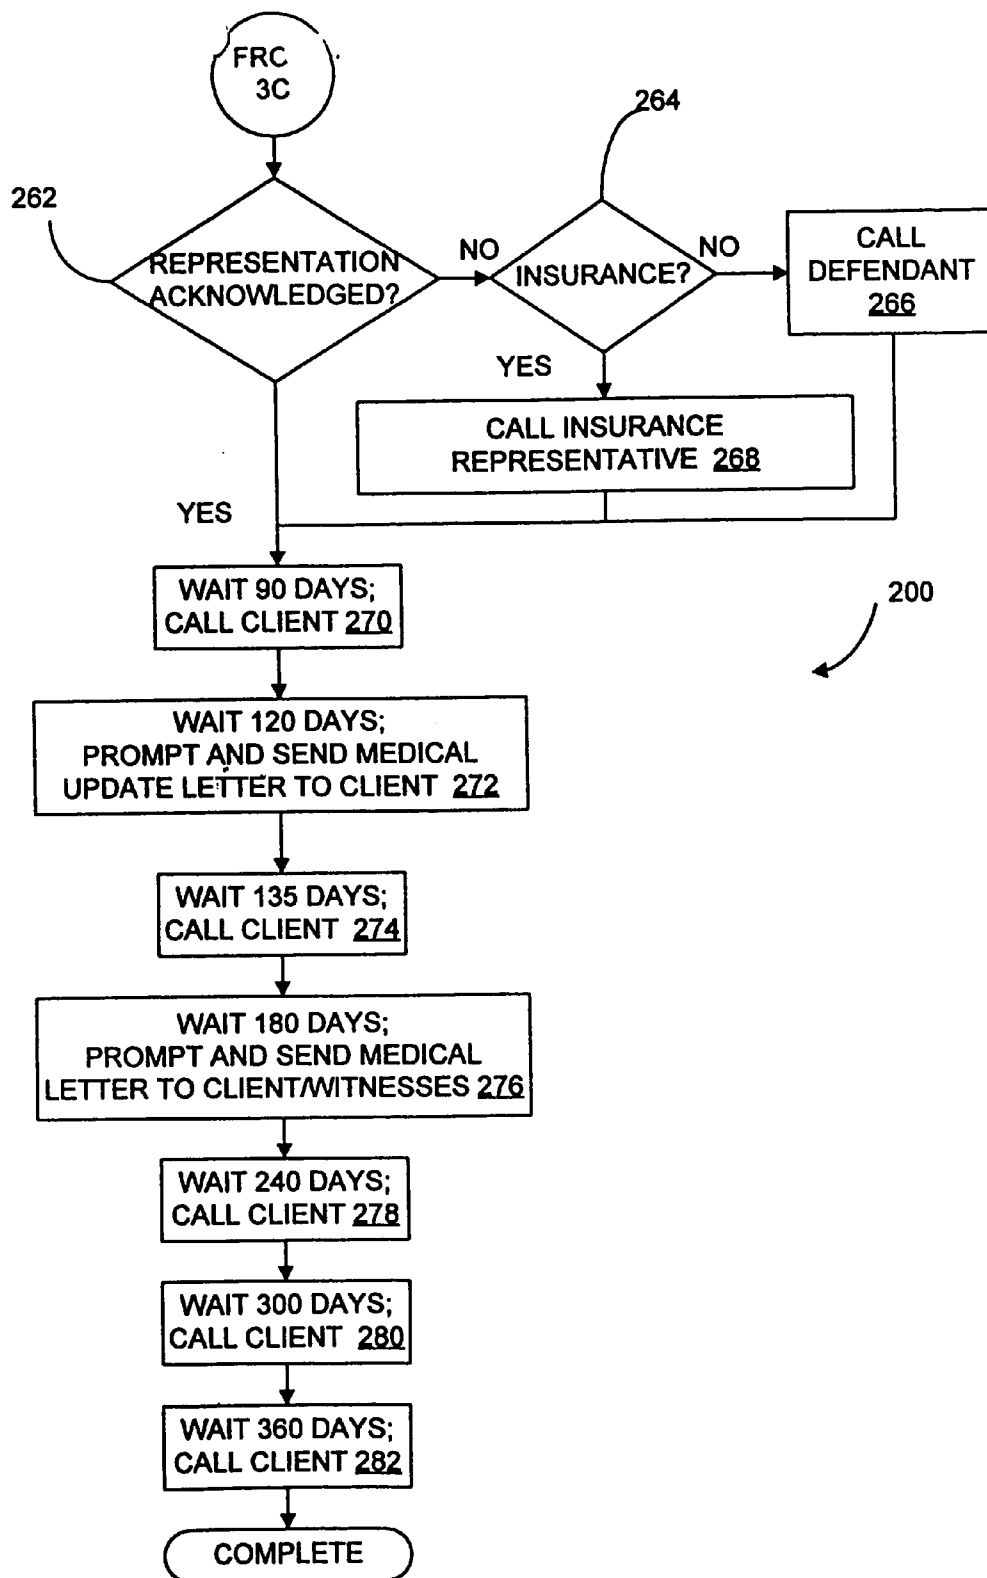 FRC
3C
264
262
REPRESENTATION
ACKNOWLEDGED?
NO
INSURANCE?
NO
CALL
DEFENDANT
266
YES
CALL INSURANCE
REPRESENTATIVE 268
YES
WAIT 90 DAYS;
CALL CLIENT 270
200
WAIT 120 DAYS;
PROMPT AND SEND MEDICAL
UPDATE LETTER TO CLIENT 272
WAIT 135 DAYS;
CALL CLIENT 274
WAIT 180 DAYS;
PROMPT AND SEND MEDICAL
LETTER TO CLIENT/WITNESSES 276
WAIT 240 DAYS;
CALL CLIENT 278
WAIT 300 DAYS;
CALL CLIENT 280
WAIT 360 DAYS;
CALL CLIENT 282
COMPLETE